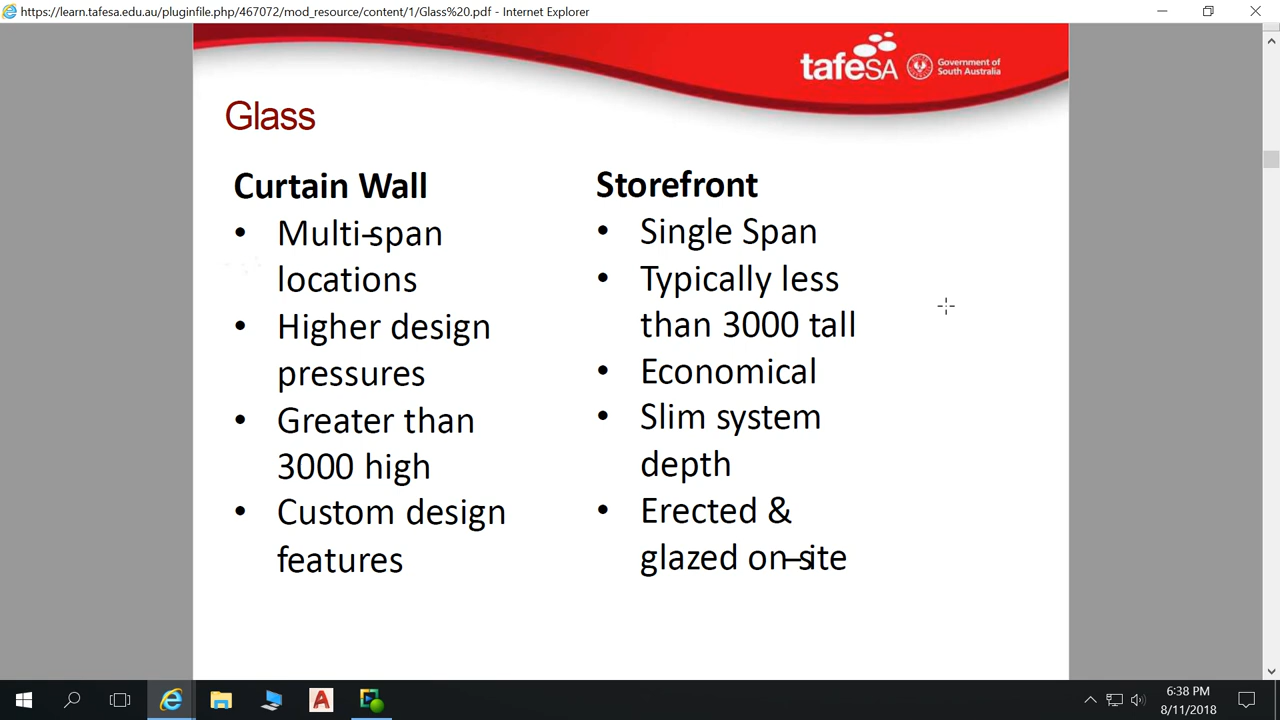 https://learn.tafesa.edu.au/pluginfile.php/467072/mod_resource/content/1/Glass%20.pdf - Internet Explorer
tafeSA
Government of
South Australia
Glass
Curtain Wall
• Multi-span
locations
• Higher design
pressures
• Greater than
3000 high
• Custom design
features
Storefront
• Single Span
• Typically less
than 3000 tall
• Economical
• Slim system
depth
• Erected &
glazed on-site
6:38 PM
8/11/2018